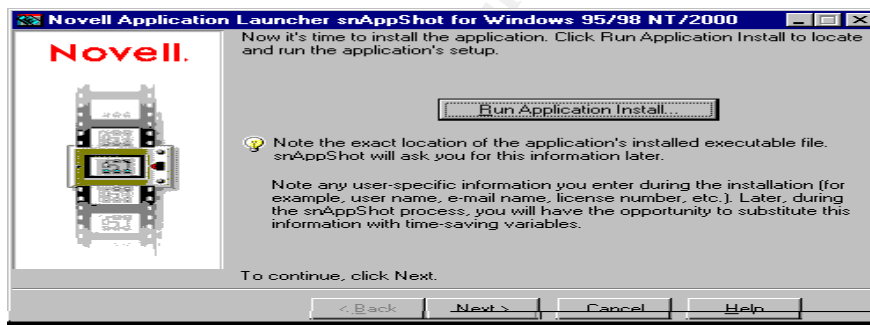 Novell Application Launcher snAppShot for Windows 95/98 NT/2000
Novell.
Now it's time to install the application. Click Run Application Install to locate
and run the application's setup.
Run Application Install...
Note the exact location of the application's installed executable file.
snAppShot will ask you for this information later.
Note any user-specific information you enter during the installation (for
example, user name, e-mail name, license number, etc.). Later, during
the snAppShot process, you will have the opportunity to substitute this
information with time-saving variables.
To continue, click Next.
< Back Next > Cancel Help